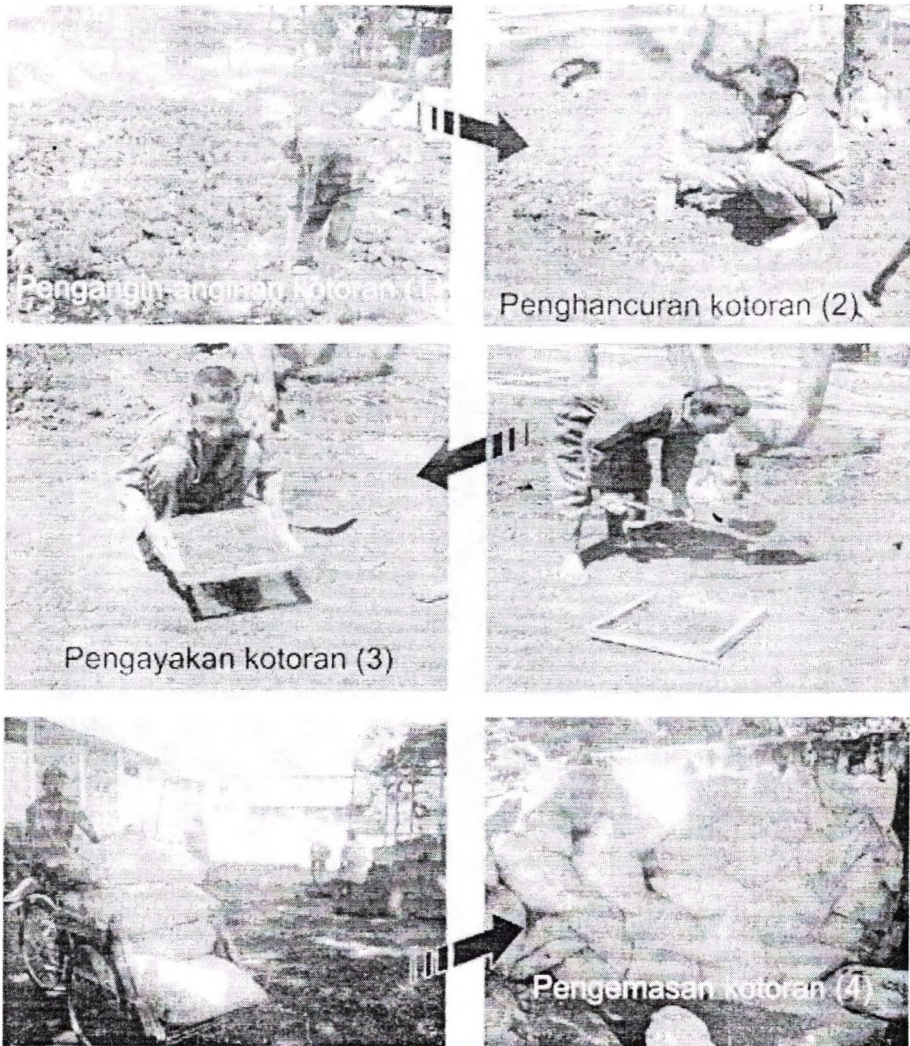 Pengangin-anginan kotoran (1)
Penghancuran kotoran (2)
Pengayakan kotoran (3)
Pengemasan kotoran (4)